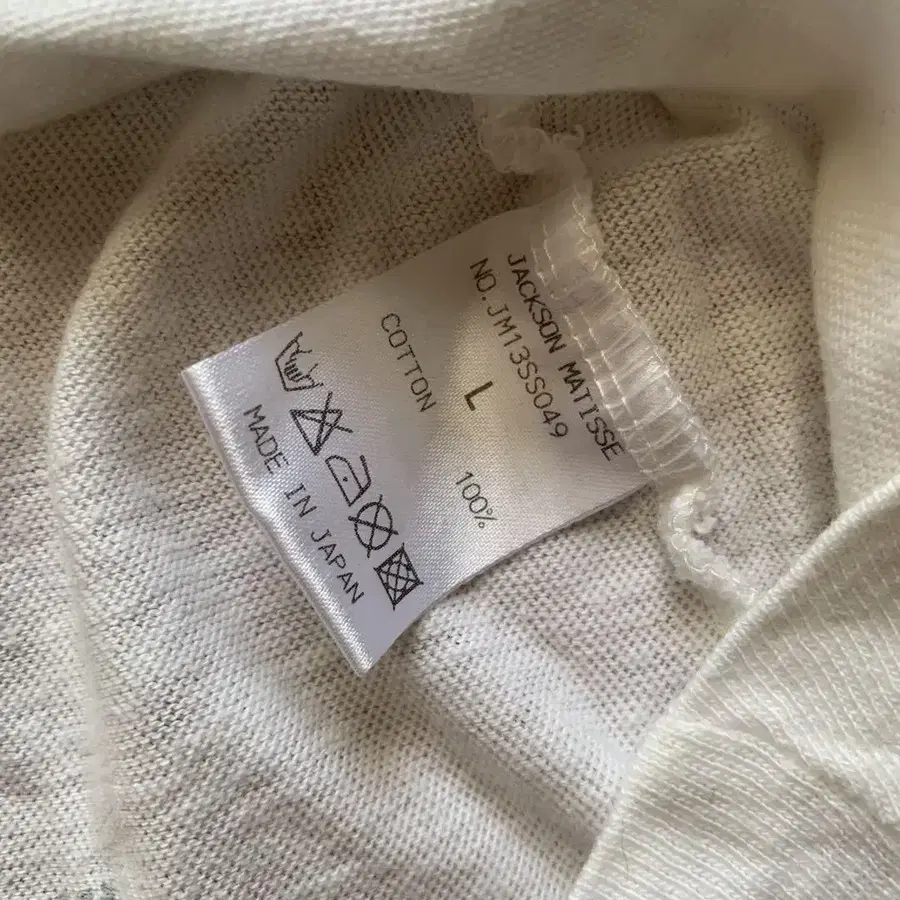 JACKSON MATISSE
NO.JM13SS049
L
COTTON 100%
MADE IN JAPAN